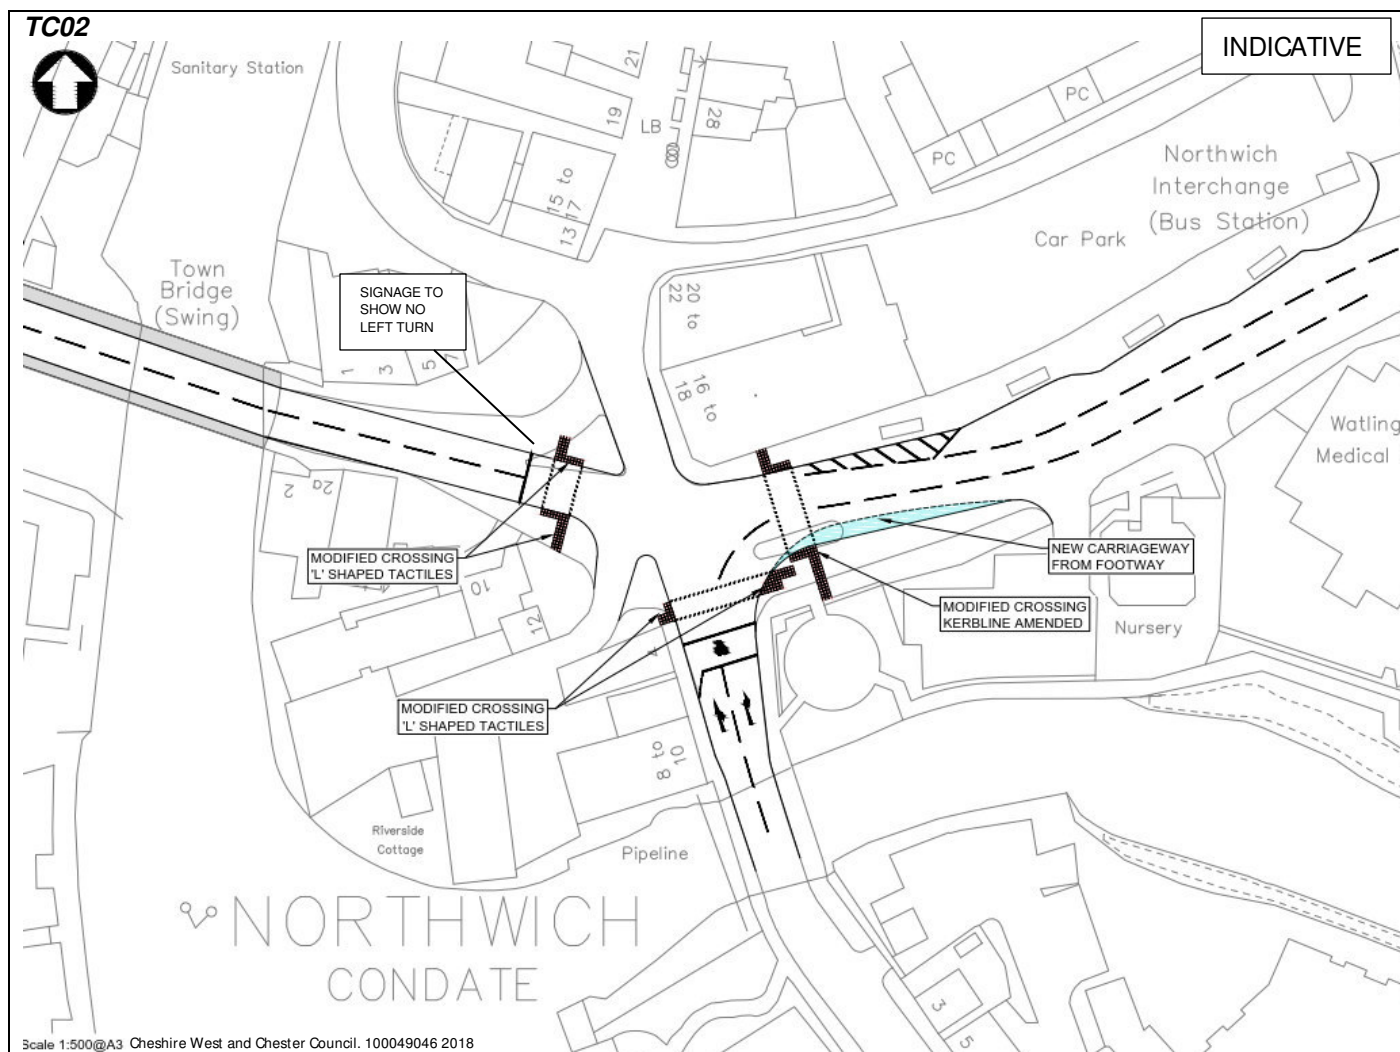 TC02
INDICATIVE
Sanitary Station
21
19
LB
28
PC
PC
15 to
17
13
Northwich
Interchange
(Bus Station)
Car Park
Town
Bridge
(Swing)
SIGNAGE TO
SHOW NO
LEFT TURN
20 to
22
1
3
5
7
16 to
18
Watling
Medical
2
2a
MODIFIED CROSSING
'L' SHAPED TACTILES
10
12
NEW CARRIAGEWAY
FROM FOOTWAY
MODIFIED CROSSING
KERBLINE AMENDED
Nursery
4
MODIFIED CROSSING
'L' SHAPED TACTILES
8 to
10
Riverside
Cottage
Pipeline
NORTHWICH
CONDATE
3
5
Scale 1:500@A3 Cheshire West and Chester Council. 100049046 2018